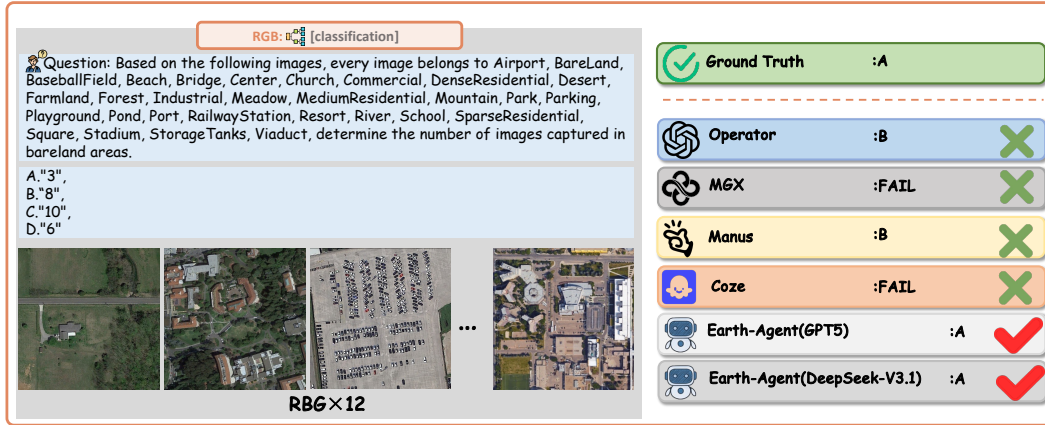 RGB: [classification]
Question: Based on the following images, every image belongs to Airport, BareLand,
BaseballField, Beach, Bridge, Center, Church, Commercial, DenseResidential, Desert,
Farmland, Forest, Industrial, Meadow, MediumResidential, Mountain, Park, Parking,
Playground, Pond, Port, RailwayStation, Resort, River, School, SparseResidential,
Square, Stadium, StorageTanks, Viaduct, determine the number of images captured in
bareland areas.
A."3",
B."8",
C."10",
D."6"
...
RBG×12
Ground Truth :A
Operator :B
MGX :FAIL
Manus :B
Coze :FAIL
Earth-Agent(GPT5) :A
Earth-Agent(DeepSeek-V3.1) :A